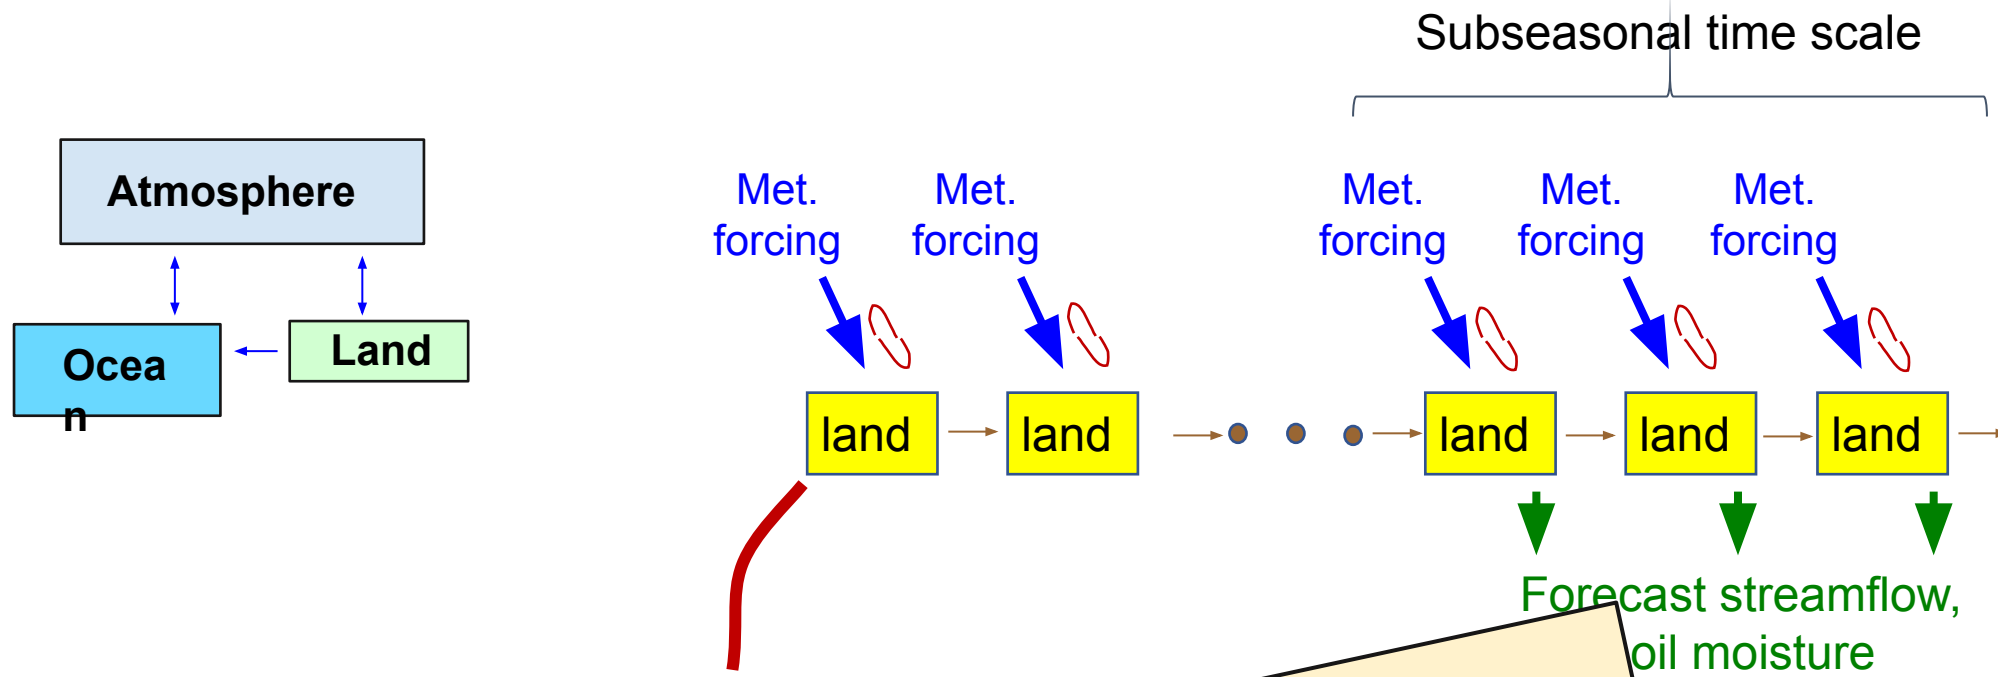 Subseasonal time scale
Atmosphere
Ocea
n
Land
Met.
forcing
Met.
forcing
Met.
forcing
Met.
forcing
Met.
forcing
land
land
land
land
land
Forecast streamflow,
oil moisture